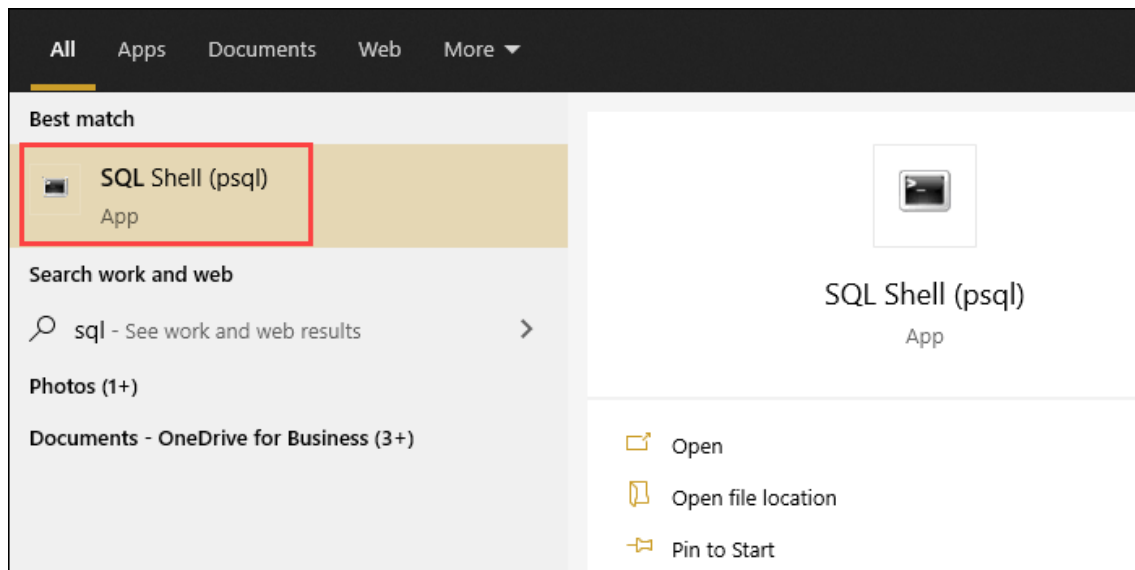 All Apps Documents Web More
Best match
SQL Shell (psql)
App
Search work and web
sql - See work and web results
Photos (1+)
Documents - OneDrive for Business (3+)
SQL Shell (psql)
App
Open
Open file location
Pin to Start